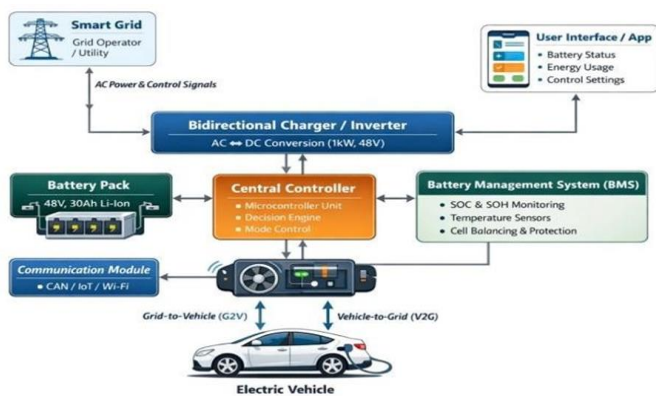 Smart Grid
Grid Operator
/ Utility
User Interface / App
• Battery Status
• Energy Usage
• Control Settings
AC Power & Control Signals
Bidirectional Charger / Inverter
AC ⇔ DC Conversion (1kW, 48V)
Battery Pack
48V, 30Ah Li-Ion
Central Controller
• Microcontroller Unit
• Decision Engine
• Mode Control
Battery Management System (BMS)
• SOC & SOH Monitoring
• Temperature Sensors
• Cell Balancing & Protection
Communication Module
• CAN / IoT / Wi-Fi
Grid-to-Vehicle (G2V)
Vehicle-to-Grid (V2G)
Electric Vehicle